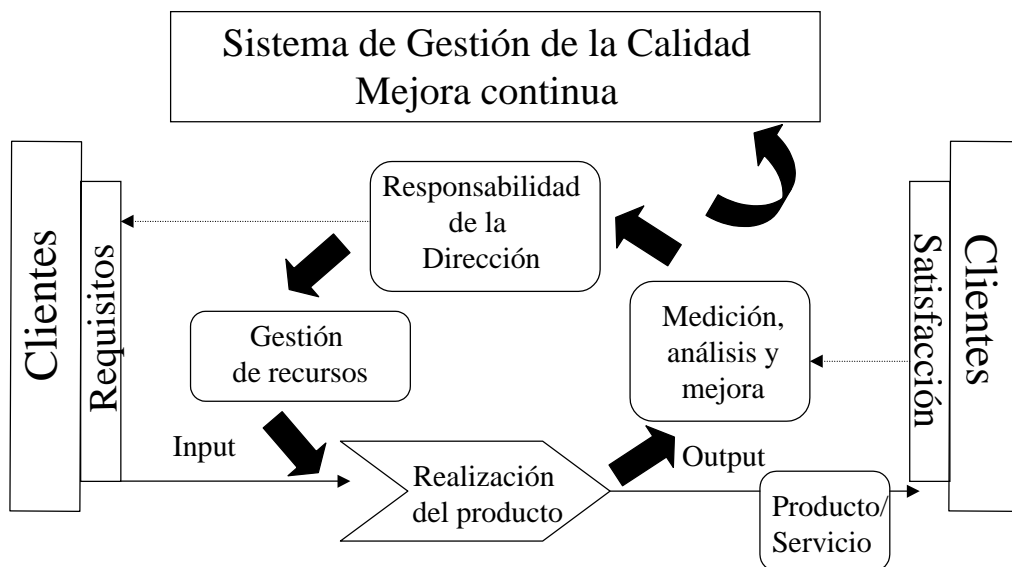 Sistema de Gestión de la Calidad
Mejora continua
Clientes
Requisitos
Responsabilidad
de la
Dirección
Gestión
de recursos
Medición,
análisis y
mejora
Satisfacción
Clientes
Input
Realización
del producto
Output
Producto/
Servicio